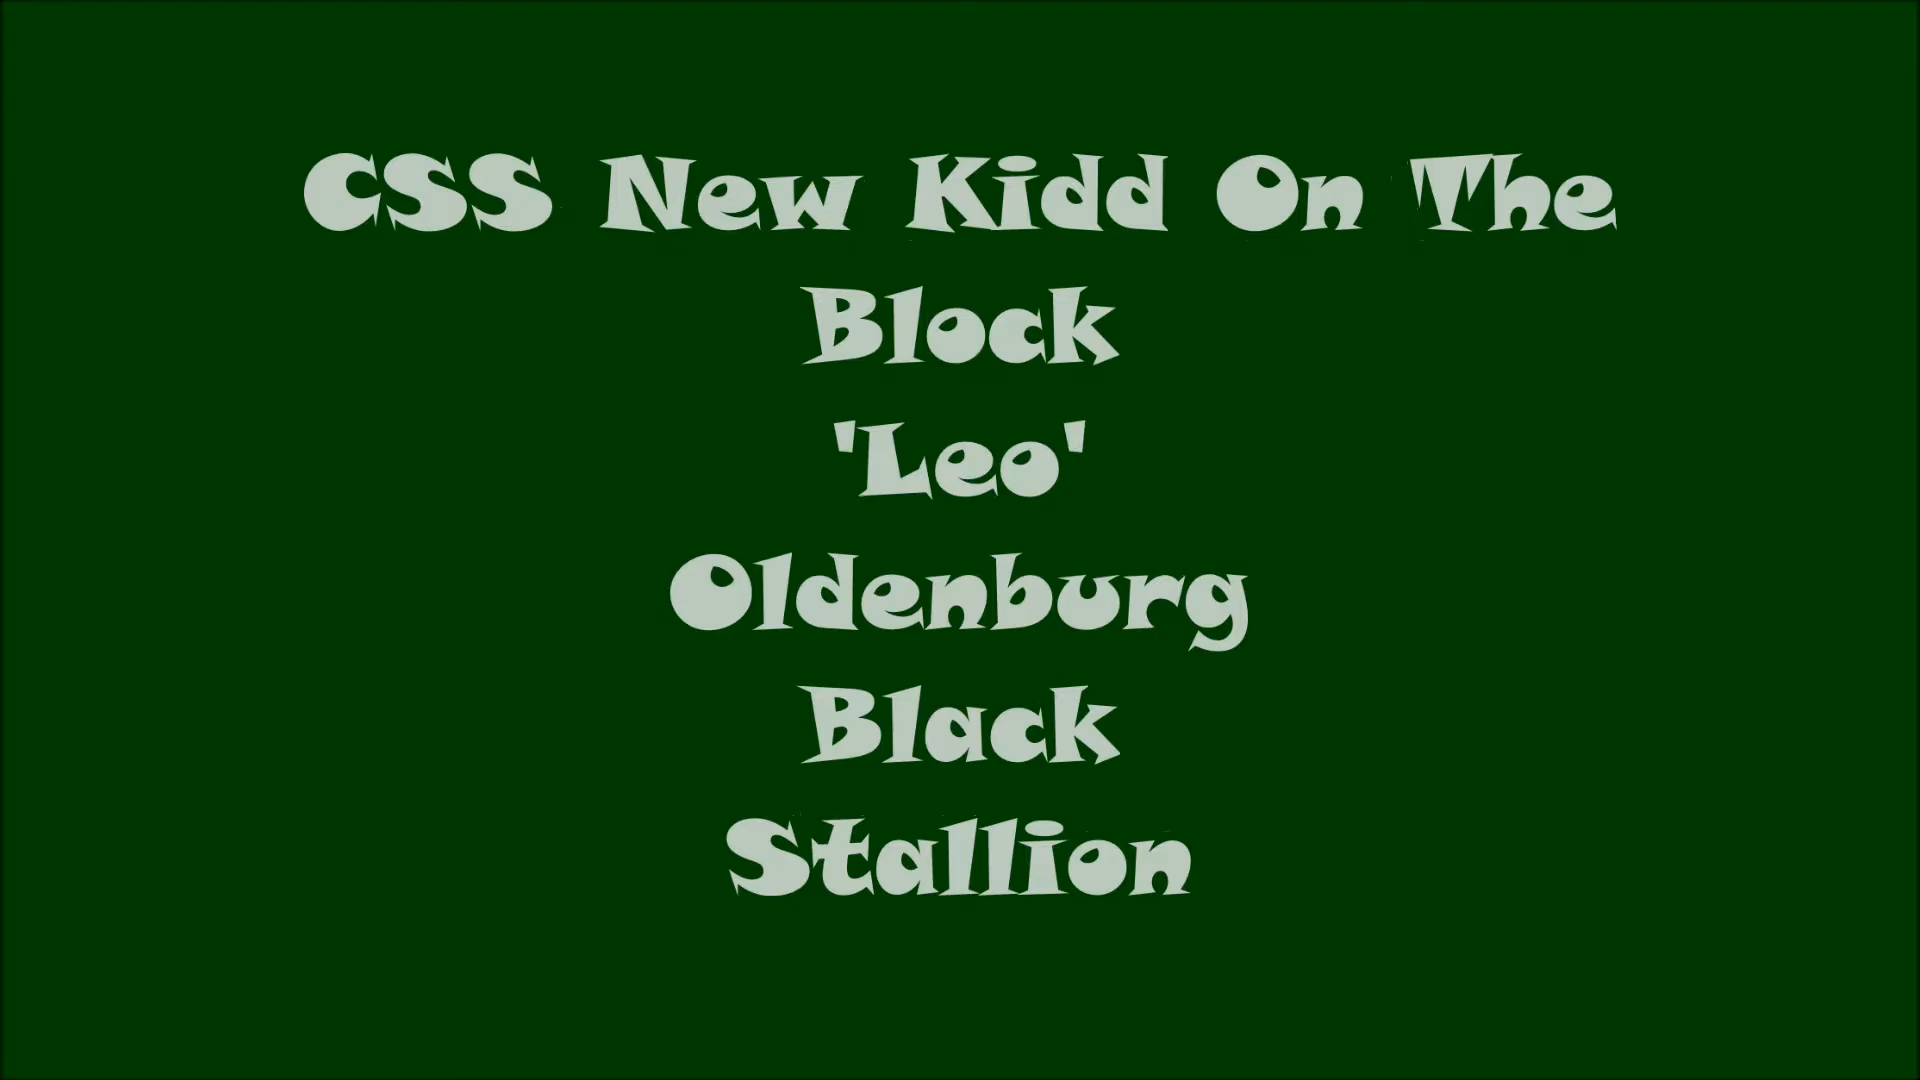 CSS New Kidd On The
Block
'Leo'
Oldenburg
Black
Stallion